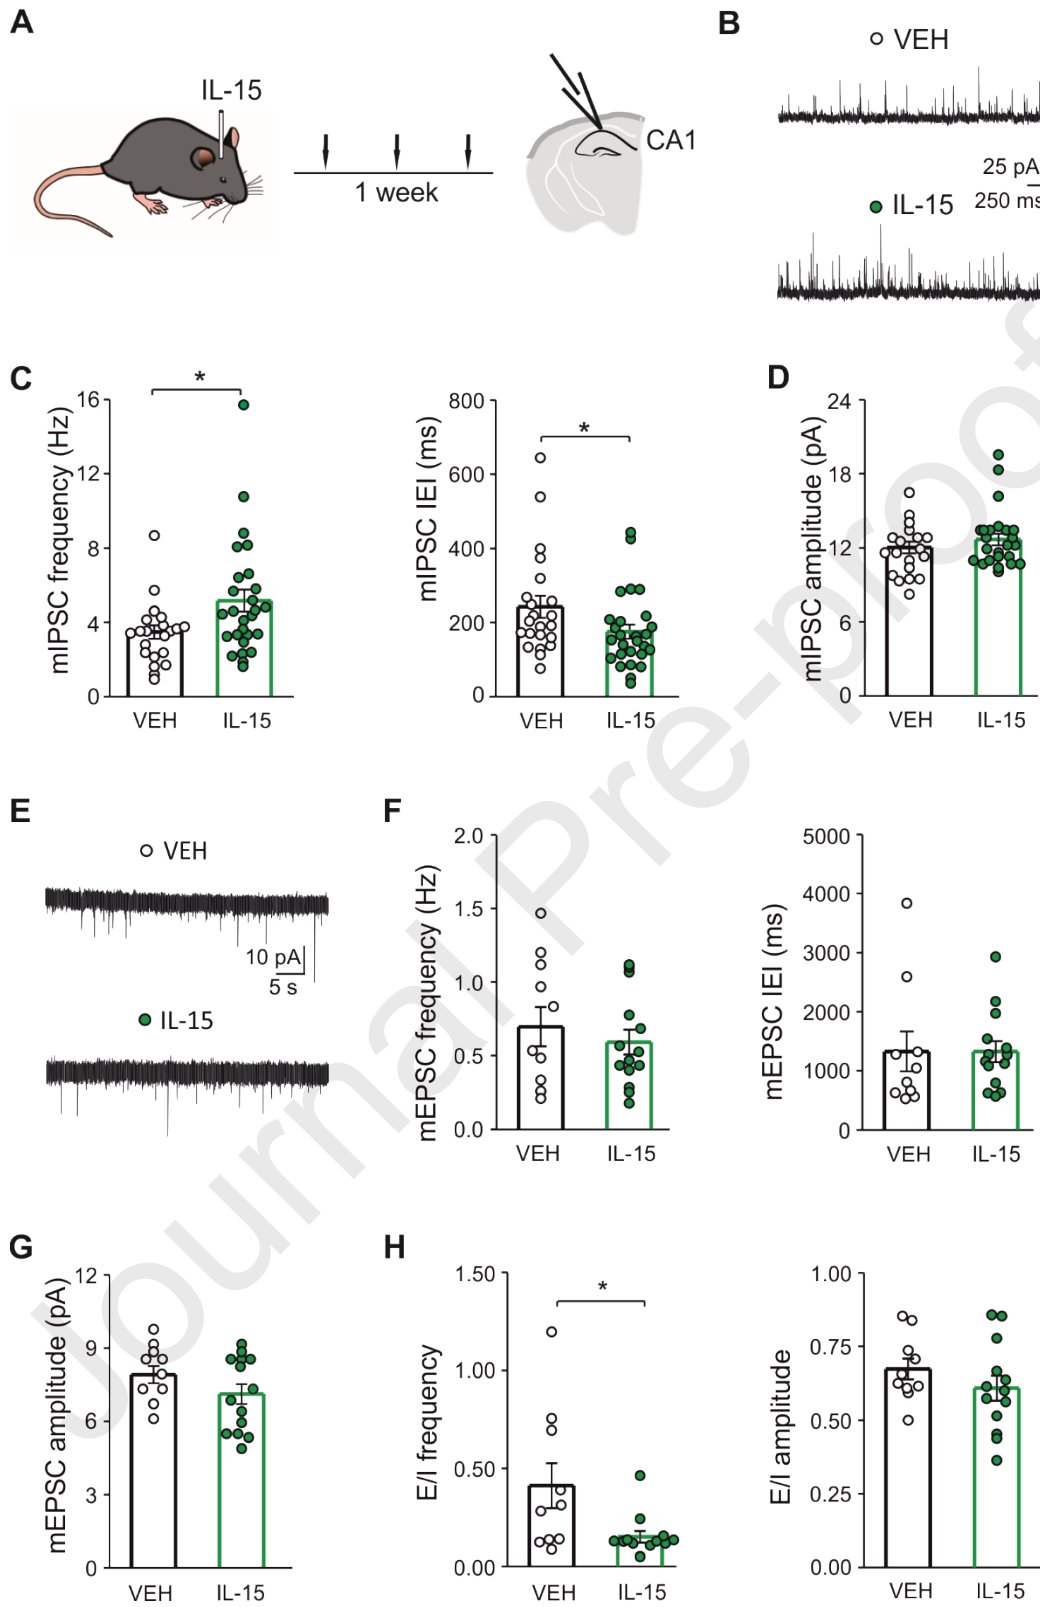 A
IL-15
1 week
CA1
B
VEH
25 pA
250 ms
IL-15
C
*
mIPSC frequency (Hz)
16
12
8
4
0
VEH
IL-15
*
mIPSC IEI (ms)
800
600
400
200
0
VEH
IL-15
D
mIPSC amplitude (pA)
24
18
12
6
0
VEH
IL-15
E
VEH
10 pA
5 s
IL-15
F
mEPSC frequency (Hz)
2.0
1.5
1.0
0.5
0.0
VEH
IL-15
mEPSC IEI (ms)
5000
4000
3000
2000
1000
0
VEH
IL-15
G
mEPSC amplitude (pA)
12
9
6
3
0
VEH
IL-15
H
*
E/I frequency
1.50
1.00
0.50
0.00
VEH
IL-15
E/I amplitude
1.00
0.75
0.50
0.25
0.00
VEH
IL-15
Journal Pre-proof